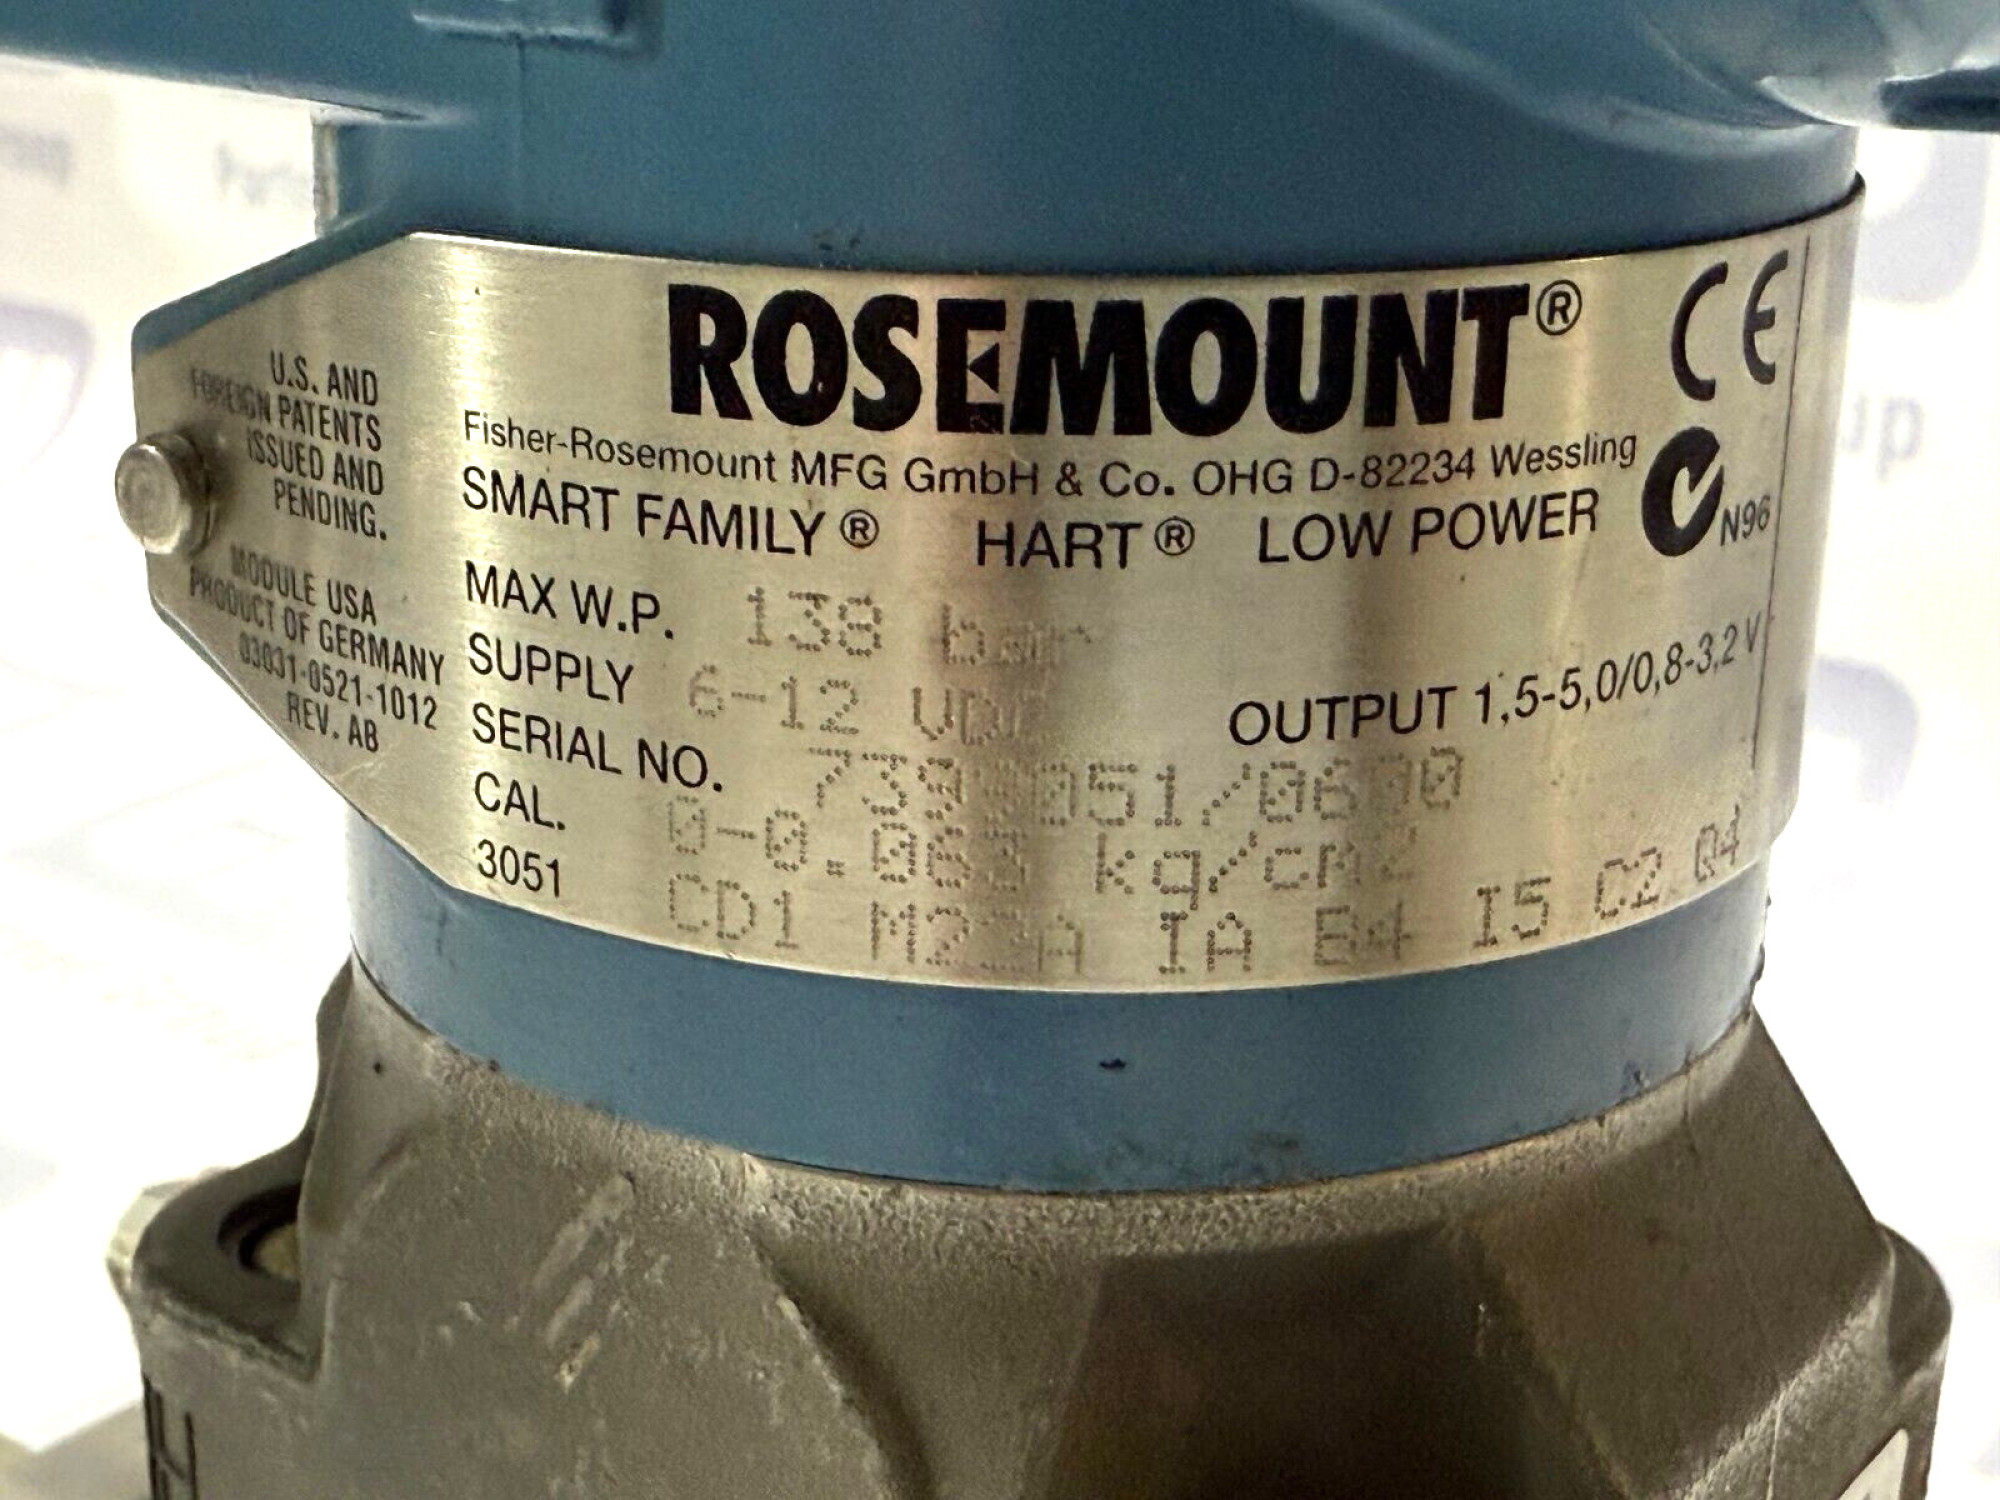 ROSEMOUNT®
CE
Fisher-Rosemount MFG GmbH & Co. OHG D-82234 Wessling
SMART FAMILY® HART® LOW POWER
N96
MAX W.P. 138 bar
SUPPLY 6-12 VDC
OUTPUT 1,5-5,0/0,8-3,2 V
SERIAL NO.
CAL. kg/cm2
3051 CD1 A IA B4 I5 C2 Q4
U.S. AND
FOREIGN PATENTS
ISSUED AND
PENDING.
MODULE USA
PRODUCT OF GERMANY
03031-0521-1012
REV. AB